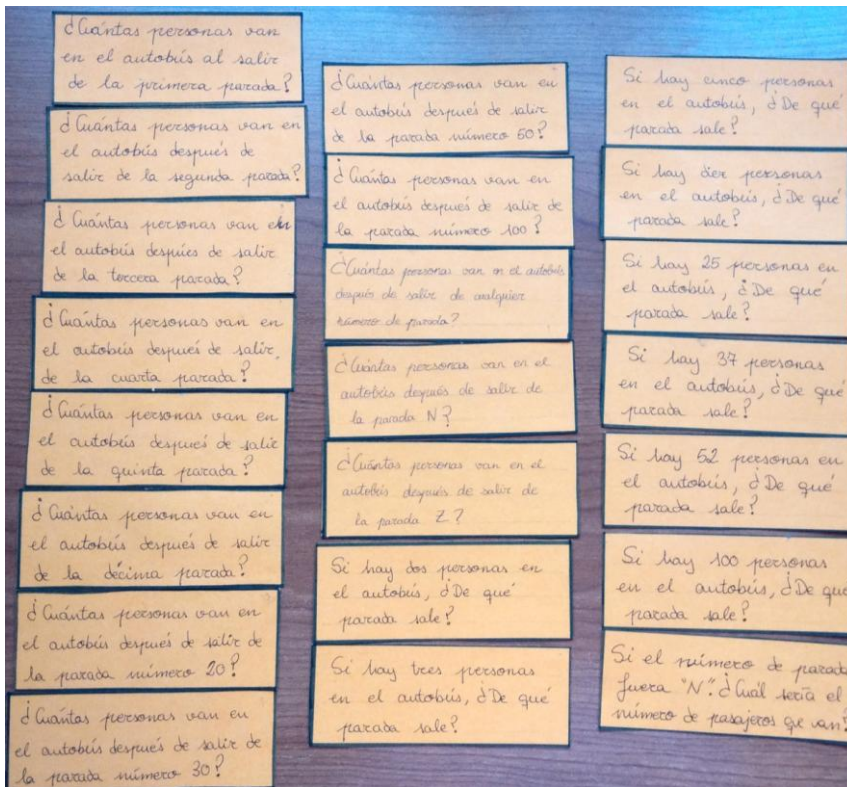 ¿Cuántas personas van
en el autobús al salir
de la primera parada?
¿Cuántas personas van en
el autobús después de
salir de la segunda parada?
¿Cuántas personas van en
el autobús después de salir
de la tercera parada?
¿Cuántas personas van en
el autobús después de salir
de la cuarta parada?
¿Cuántas personas van en
el autobús después de salir
de la quinta parada?
¿Cuántas personas van en
el autobús después de salir
de la décima parada?
¿Cuántas personas van en
el autobús después de salir de
la parada número 20?
¿Cuántas personas van en
el autobús después de salir de
la parada número 30?
¿Cuántas personas van en
el autobús después de salir
de la parada número 50?
¿Cuántas personas van en
el autobús después de salir de
la parada número 100?
¿Cuántas personas van en el autobús
después de salir de cualquier
número de parada?
¿Cuántas personas van en el
autobús después de salir de
la parada N?
¿Cuántas personas van en el
autobús después de salir de
la parada Z?
Si hay dos personas en
el autobús, ¿De qué
parada sale?
Si hay tres personas
en el autobús, ¿De qué
parada sale?
Si hay cinco personas
en el autobús, ¿De qué
parada sale?
Si hay diez personas
en el autobús, ¿De qué
parada sale?
Si hay 25 personas en
el autobús, ¿De qué
parada sale?
Si hay 37 personas
en el autobús, ¿De qué
parada sale?
Si hay 52 personas en
el autobús, ¿De qué
parada sale?
Si hay 100 personas
en el autobús, ¿De que
parada sale?
Si el número de parada
fuera "N". ¿Cuál sería el
número de pasajeros qe van?